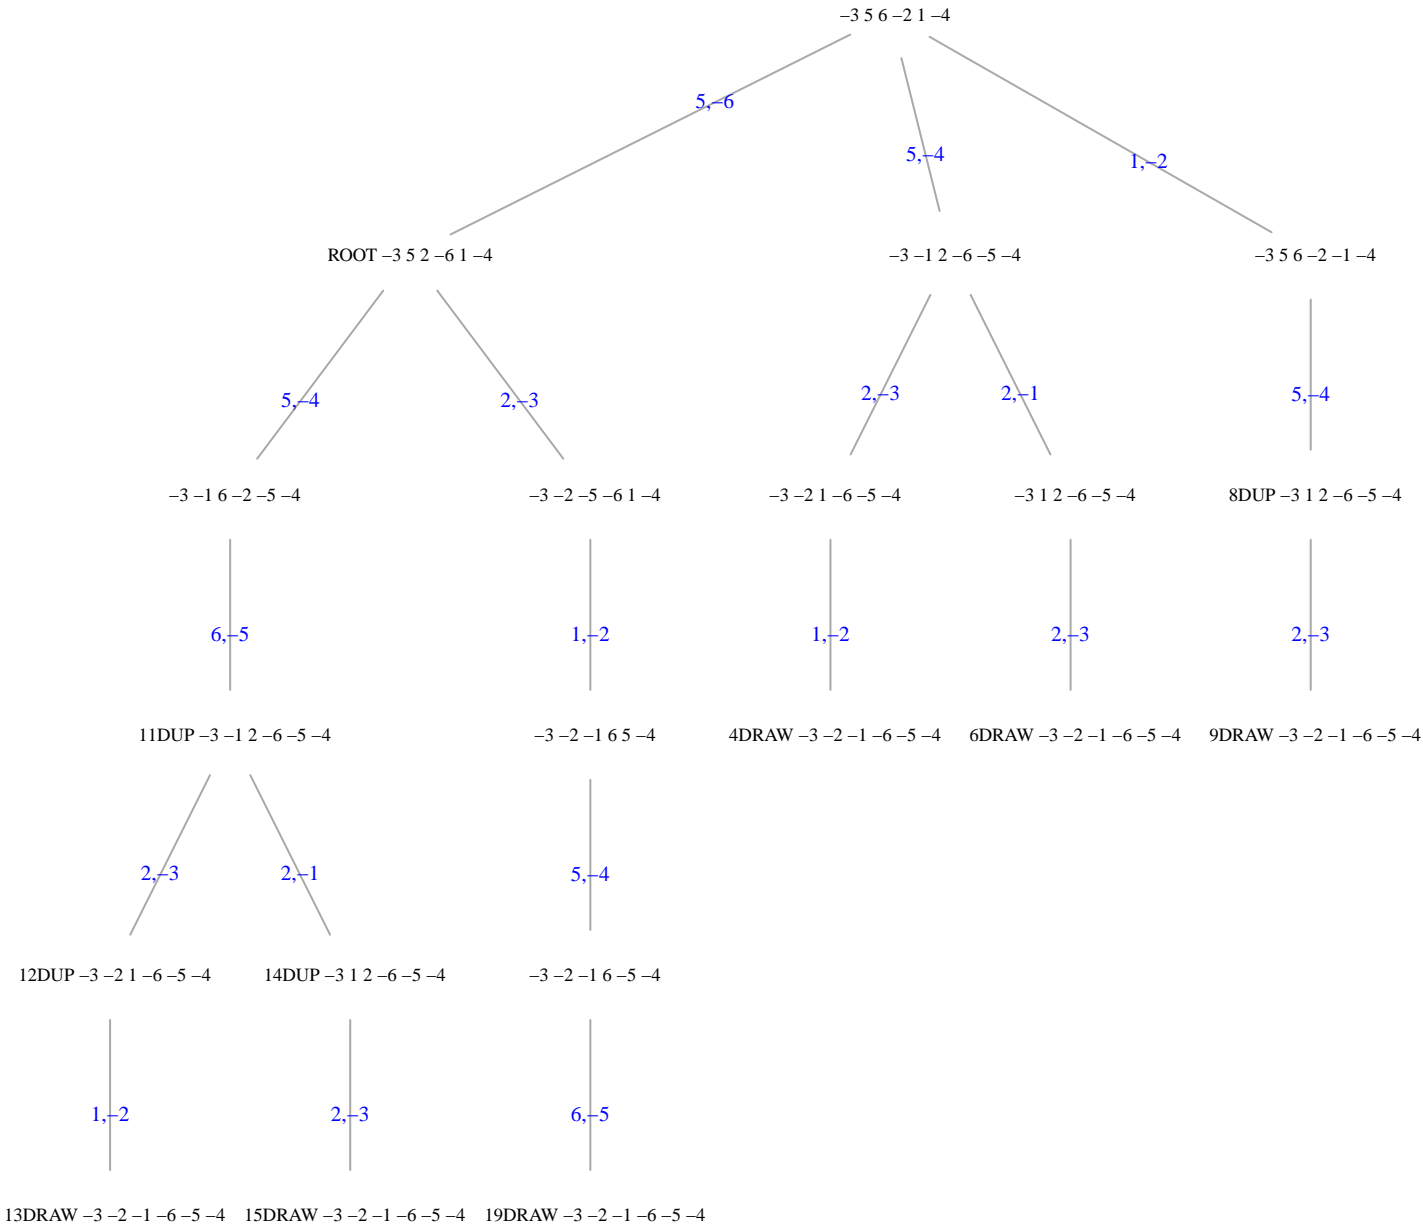 –3 5 6 –2 1 –4
5,–6
5,–4
1,–2
ROOT –3 5 2 –6 1 –4
–3 –1 2 –6 –5 –4
–3 5 6 –2 –1 –4
5,–4
2,–3
2,–3
2,–1
5,–4
–3 –1 6 –2 –5 –4
–3 –2 –5 –6 1 –4
–3 –2 1 –6 –5 –4
–3 1 2 –6 –5 –4
8DUP –3 1 2 –6 –5 –4
6,–5
1,–2
1,–2
2,–3
2,–3
11DUP –3 –1 2 –6 –5 –4
–3 –2 –1 6 5 –4
4DRAW –3 –2 –1 –6 –5 –4
6DRAW –3 –2 –1 –6 –5 –4
9DRAW –3 –2 –1 –6 –5 –4
2,–3
2,–1
5,–4
12DUP –3 –2 1 –6 –5 –4
14DUP –3 1 2 –6 –5 –4
–3 –2 –1 6 –5 –4
1,–2
2,–3
6,–5
13DRAW –3 –2 –1 –6 –5 –4
15DRAW –3 –2 –1 –6 –5 –4
19DRAW –3 –2 –1 –6 –5 –4